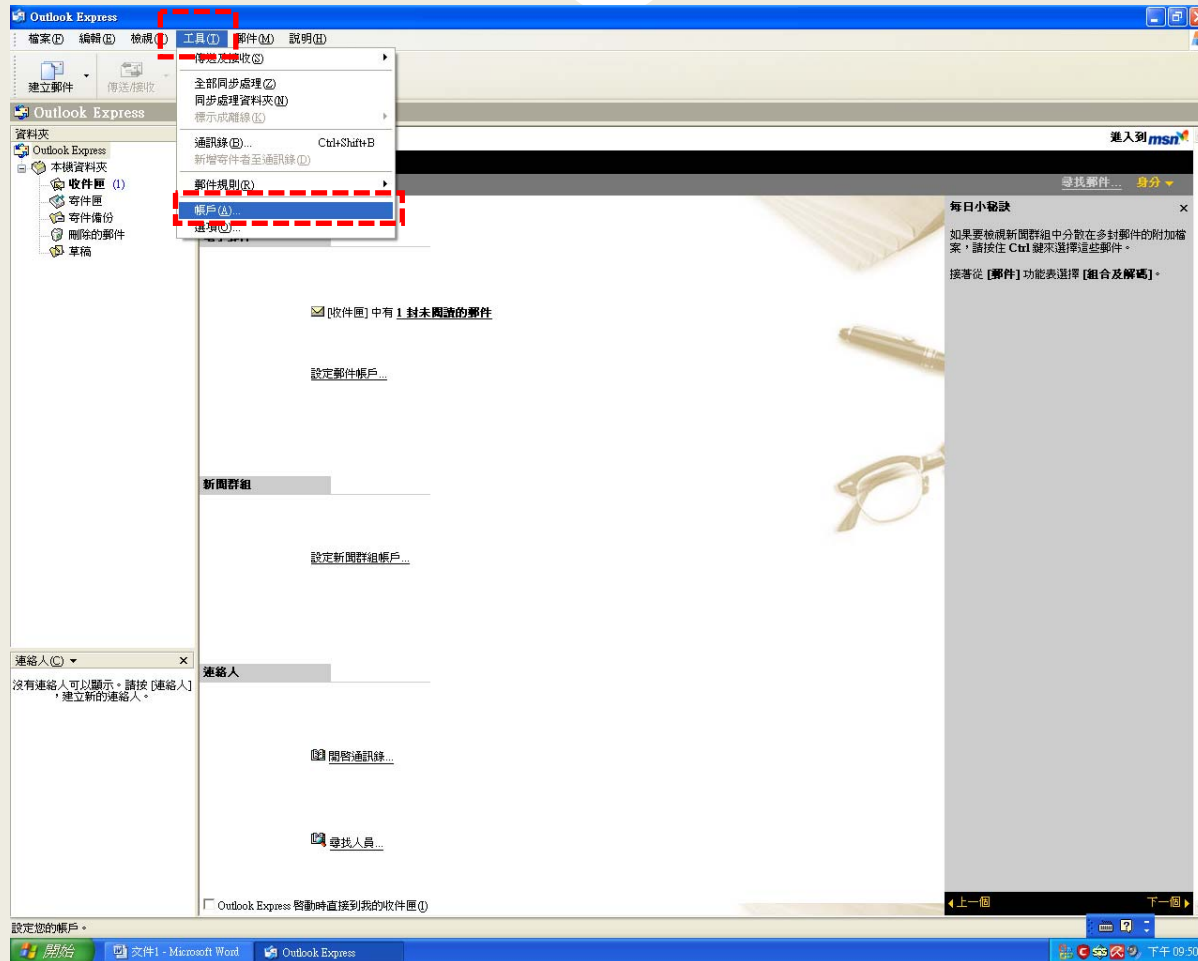 Outlook Express
檔案(F) 編輯(E) 檢視(V) 工具(T) 郵件(M) 說明(H)
傳送及接收(S)
全部同步處理(Z)
同步處理資料夾(N)
標示成離線(K)
通訊錄(B)... Ctrl+Shift+B
新增寄件者至通訊錄(D)
郵件規則(R)
帳戶(A)...
選項(O)...
建立郵件 傳送/接收
Outlook Express
資料夾
Outlook Express
本機資料夾
收件匣 (1)
寄件匣
寄件備份
刪除的郵件
草稿
進入到 msn
尋找郵件... 身分
電子郵件
[收件匣] 中有 1 封未閱讀的郵件
設定郵件帳戶...
新聞群組
設定新聞群組帳戶...
連絡人
開啓通訊錄...
尋找人員...
Outlook Express 啓動時直接到我的收件匣(I)
每日小秘訣
如果要檢視新聞群組中分散在多封郵件的附加檔
案，請按住 Ctrl 鍵來選擇這些郵件。
接著從 [郵件] 功能表選擇 [組合及解碼]。
上一個 下一個
連絡人(C)
沒有連絡人可以顯示。請按 [連絡人]
，建立新的連絡人。
設定您的帳戶。
開始 交件1 - Microsoft Word Outlook Express 下午 09:50